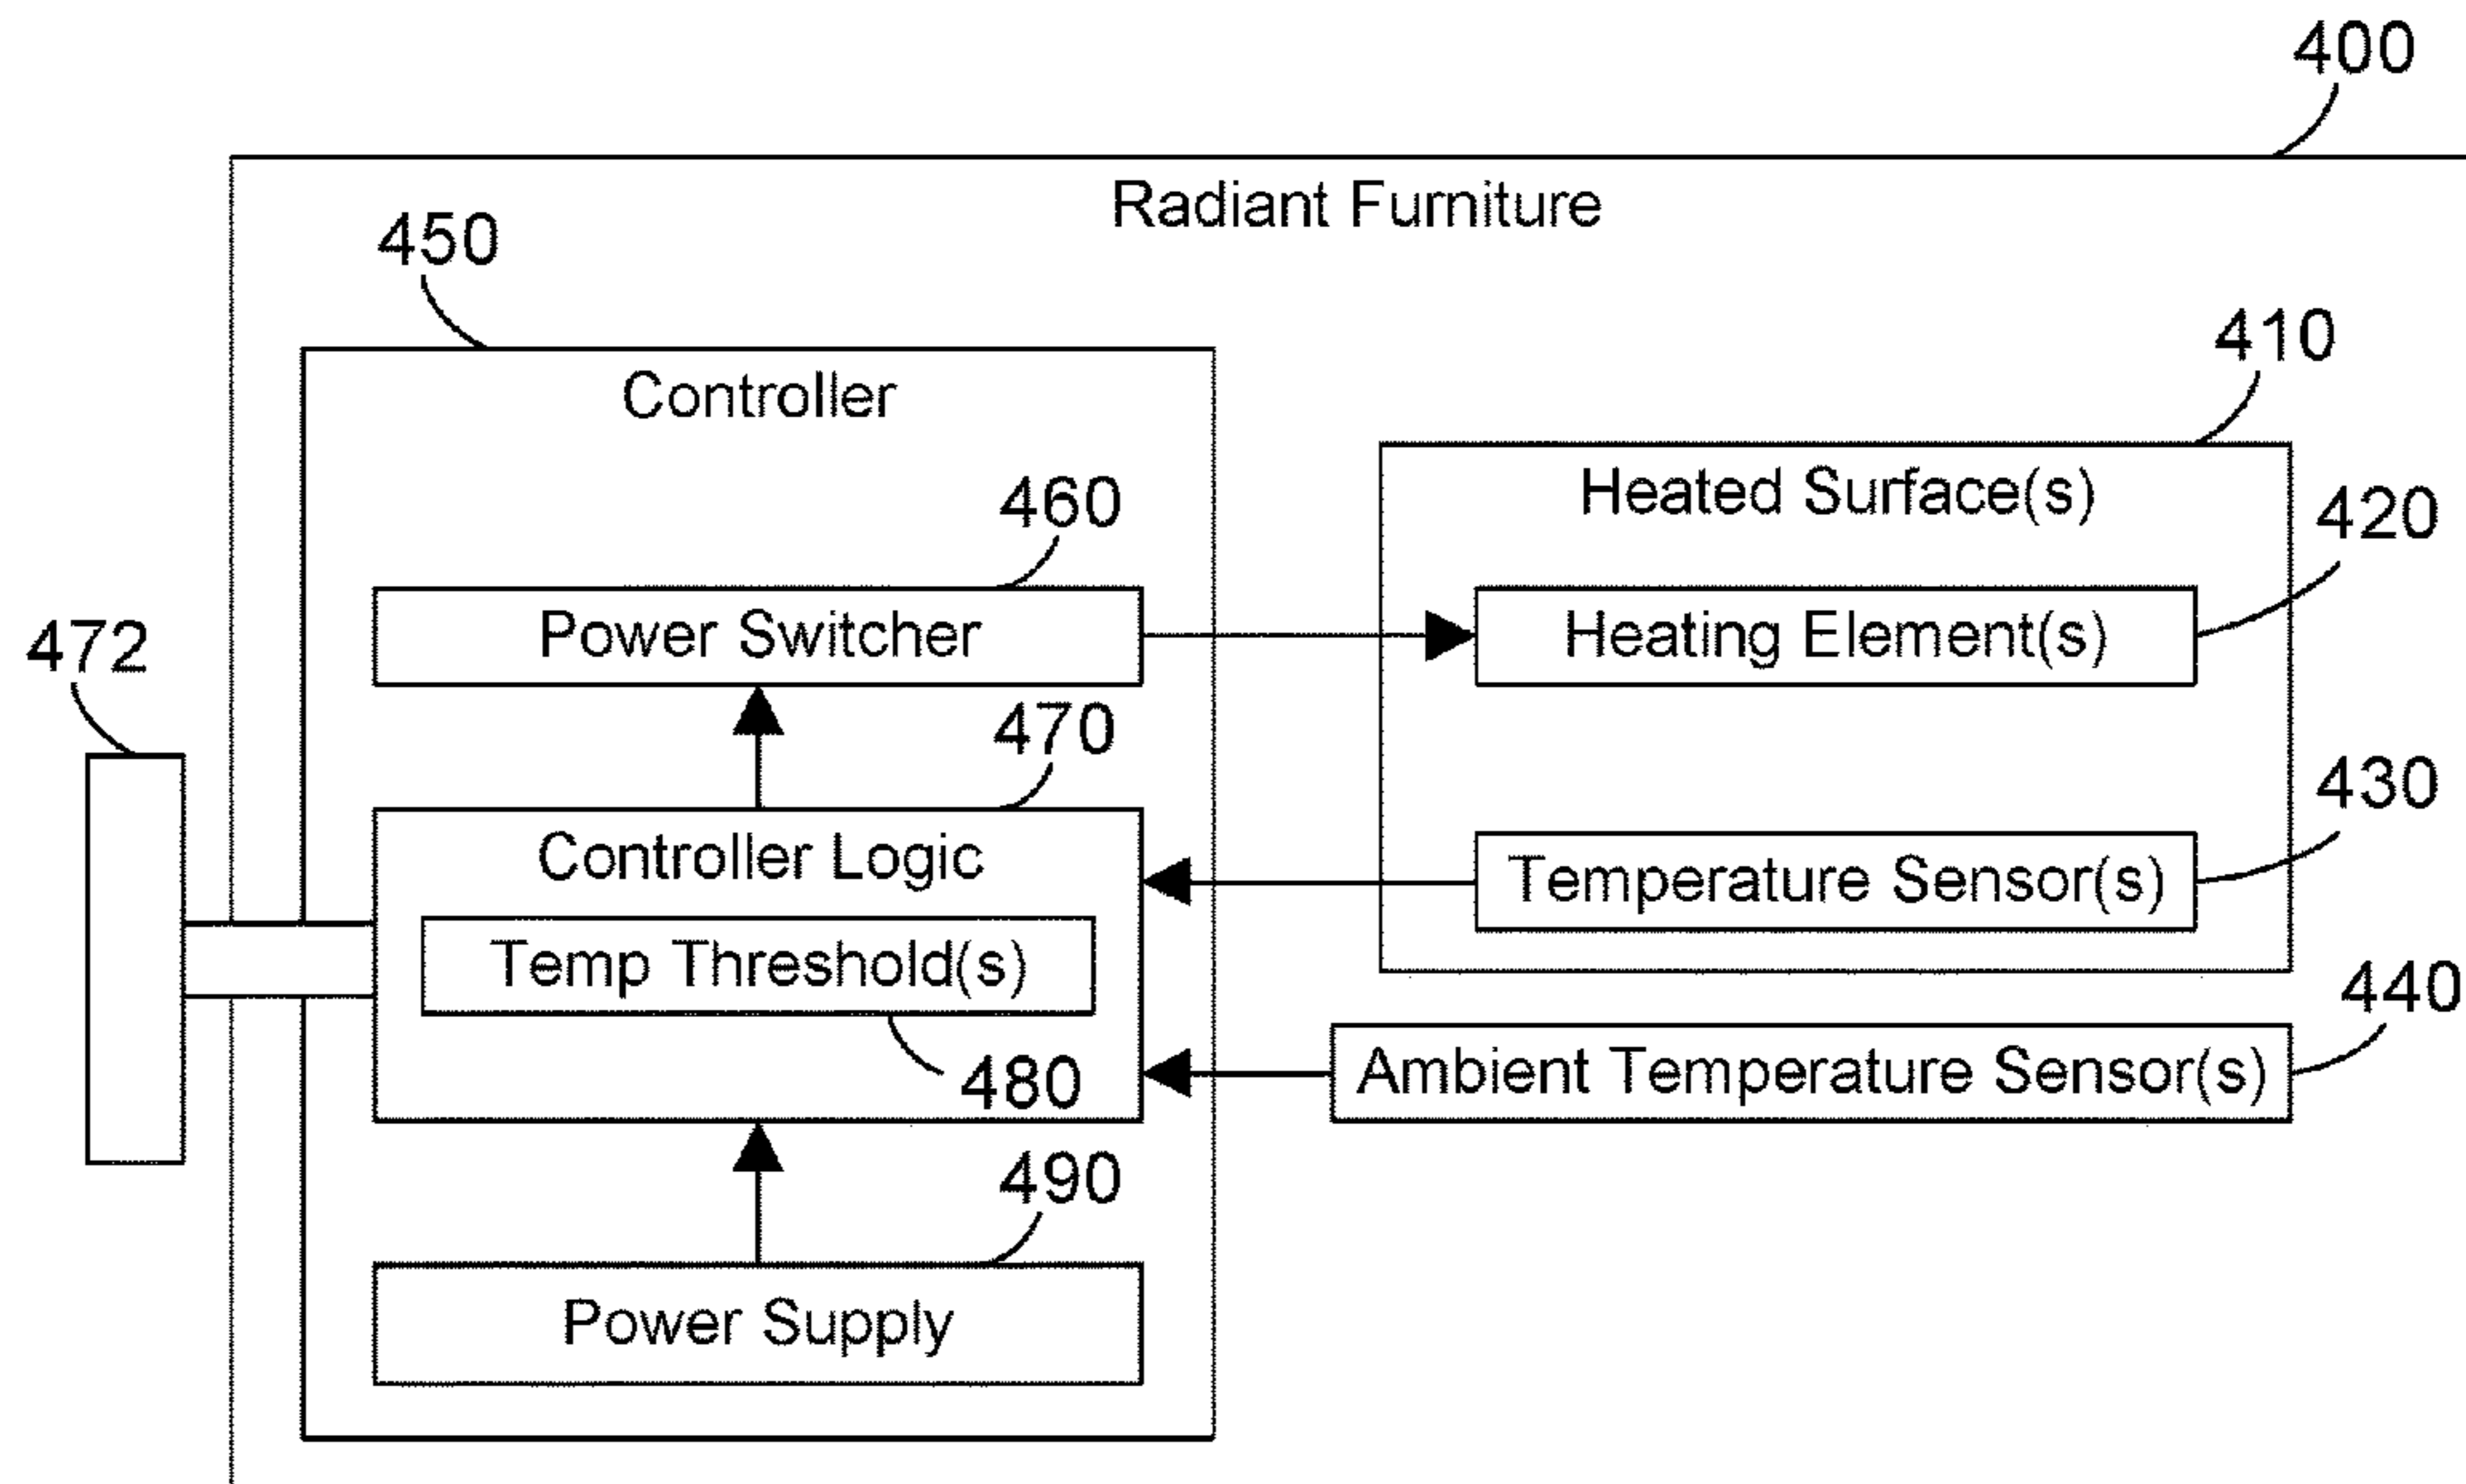 400
Radiant Furniture
450
Controller
410
Heated Surface(s)
460
420
Power Switcher
Heating Element(s)
472
470
430
Controller Logic
Temperature Sensor(s)
Temp Threshold(s)
440
480
Ambient Temperature Sensor(s)
490
Power Supply